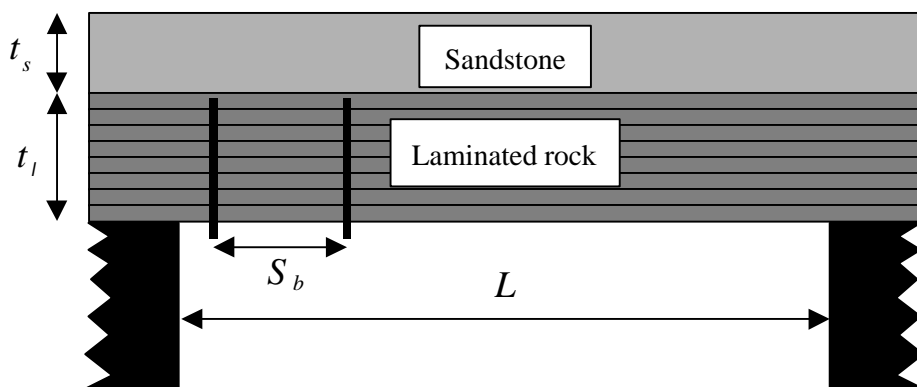 t_s
Sandstone
t_l
Laminated rock
S_b
L